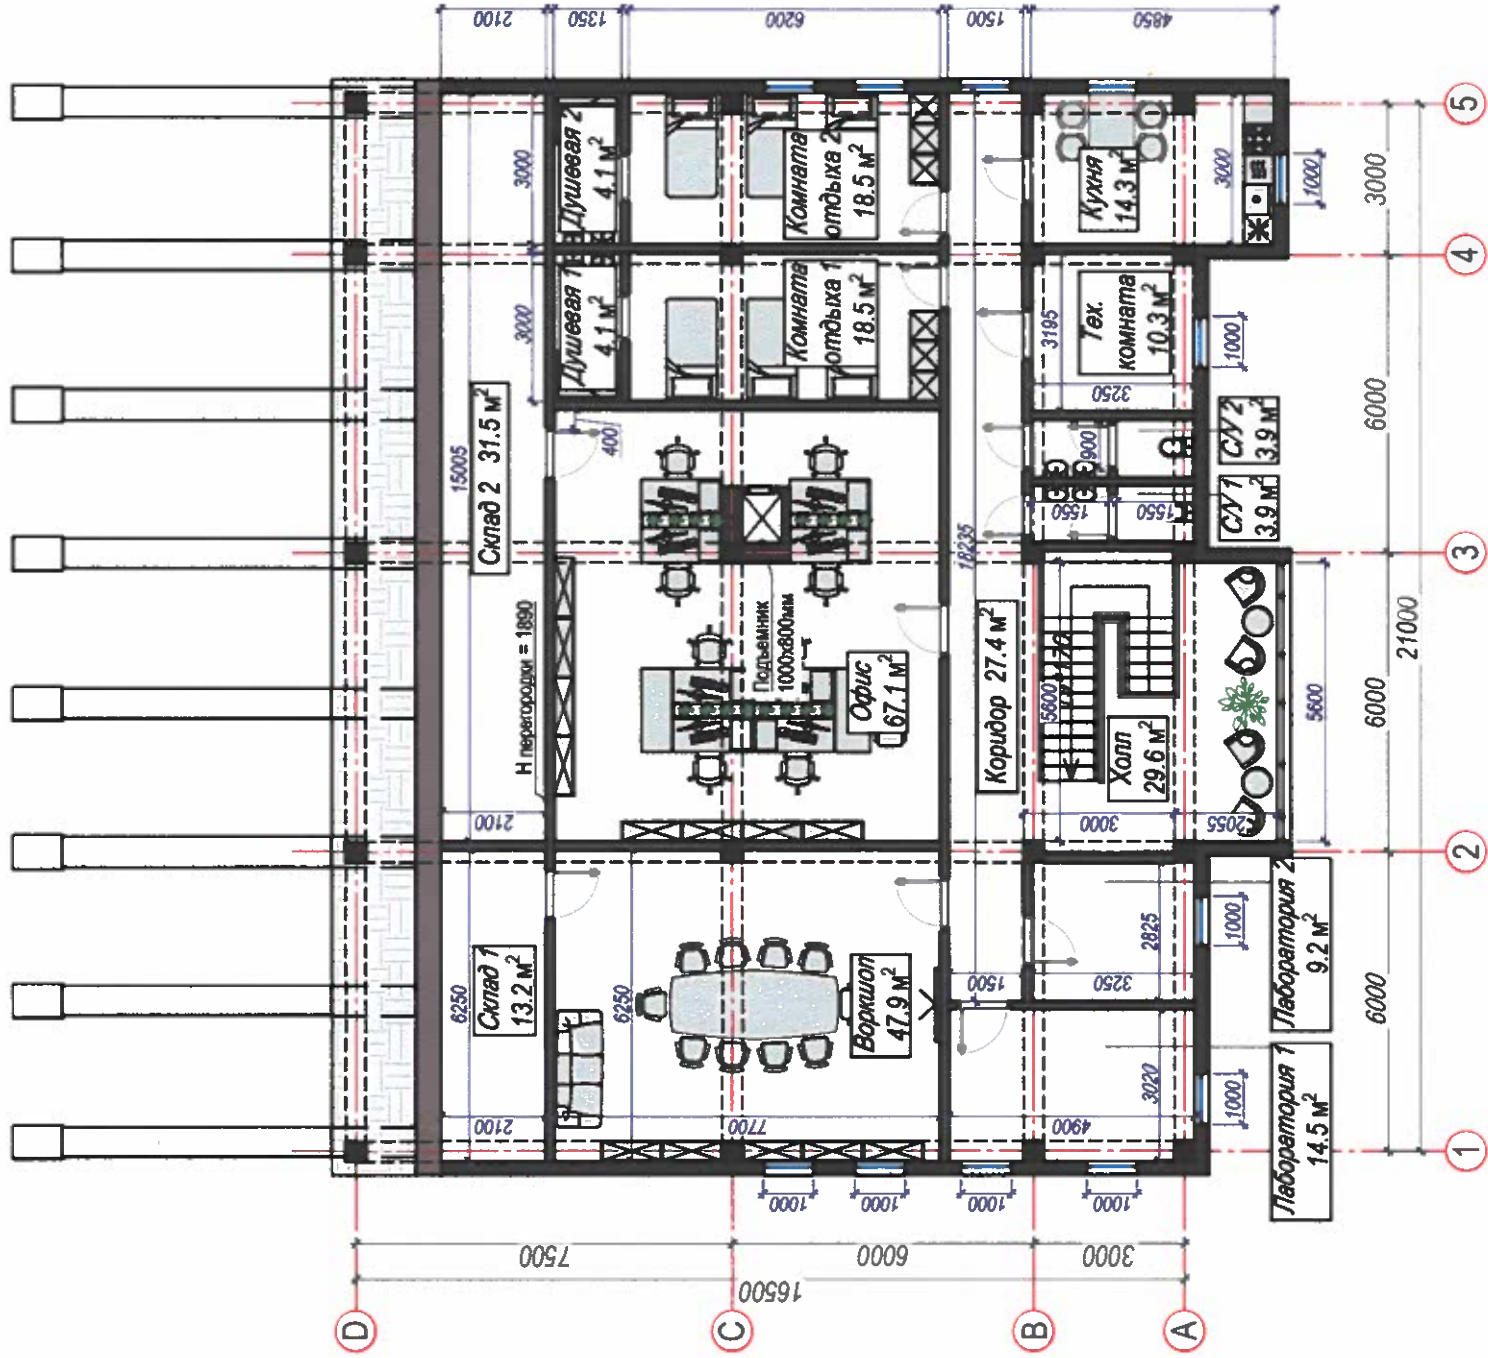 2100
1350
6200
1500
4850
5
4
3
2
1
3000
6000
6000
6000
21000
D
C
B
A
7500
6000
3000
16500
Душевая 2
4.1 м²
Душевая 1
4.1 м²
3000
3000
Комната
отдыха 2
18.5 м²
Комната
отдыха 1
18.5 м²
Кухня
14.3 м²
3000
1000
Тех.
комната
10.3 м²
3195
3250
1000
С/У 2
3.9 м²
С/У 1
3.9 м²
900
1550
1550
400
15005
Склад 2 31.5 м²
Н перегородки = 1890
2100
Подъемник
1000х800мм
Офис
67.1 м²
18235
Коридор 27.4 м²
5600
Холл
29.6 м²
3000
2055
5600
6250
Склад 1
13.2 м²
2100
6250
Воркшоп
47.9 м²
7700
1500
2825
3250
1000
Лаборатория 2
9.2 м²
3020
4900
1000
Лаборатория 1
14.5 м²
1000
1000
1000
1000